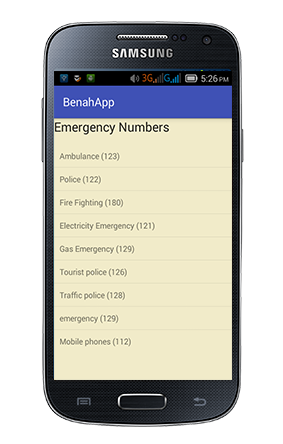 SAMSUNG
3G G 5:26 PM
BenahApp
Emergency Numbers
Ambulance (123)
Police (122)
Fire Fighting (180)
Electricity Emergency (121)
Gas Emergency (129)
Tourist police (126)
Traffic police (128)
emergency (129)
Mobile phones (112)